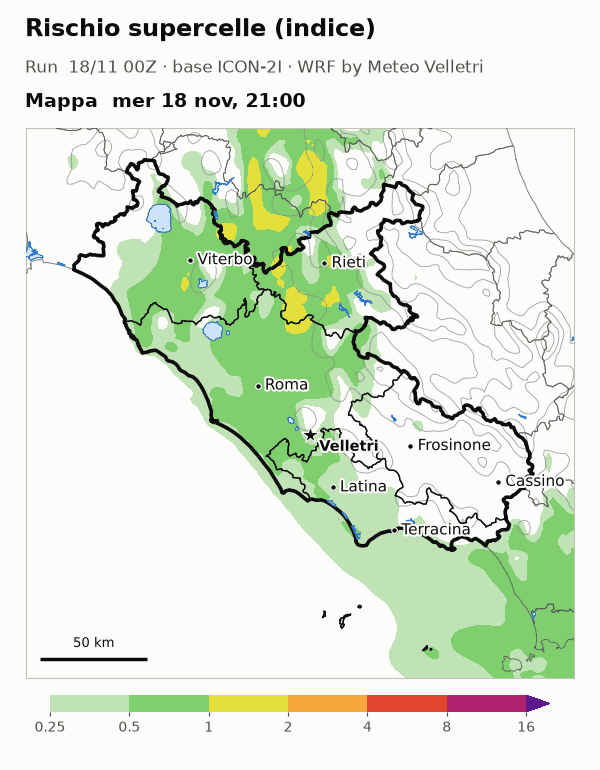 Rischio supercelle (indice)
Run  18/11 00Z · base ICON-2I · WRF by Meteo Velletri
Mappa  mer 18 nov, 21:00
Viterbo
Rieti
Roma
Velletri
Frosinone
Latina
Cassino
Terracina
50 km
0.25 0.5 1 2 4 8 16